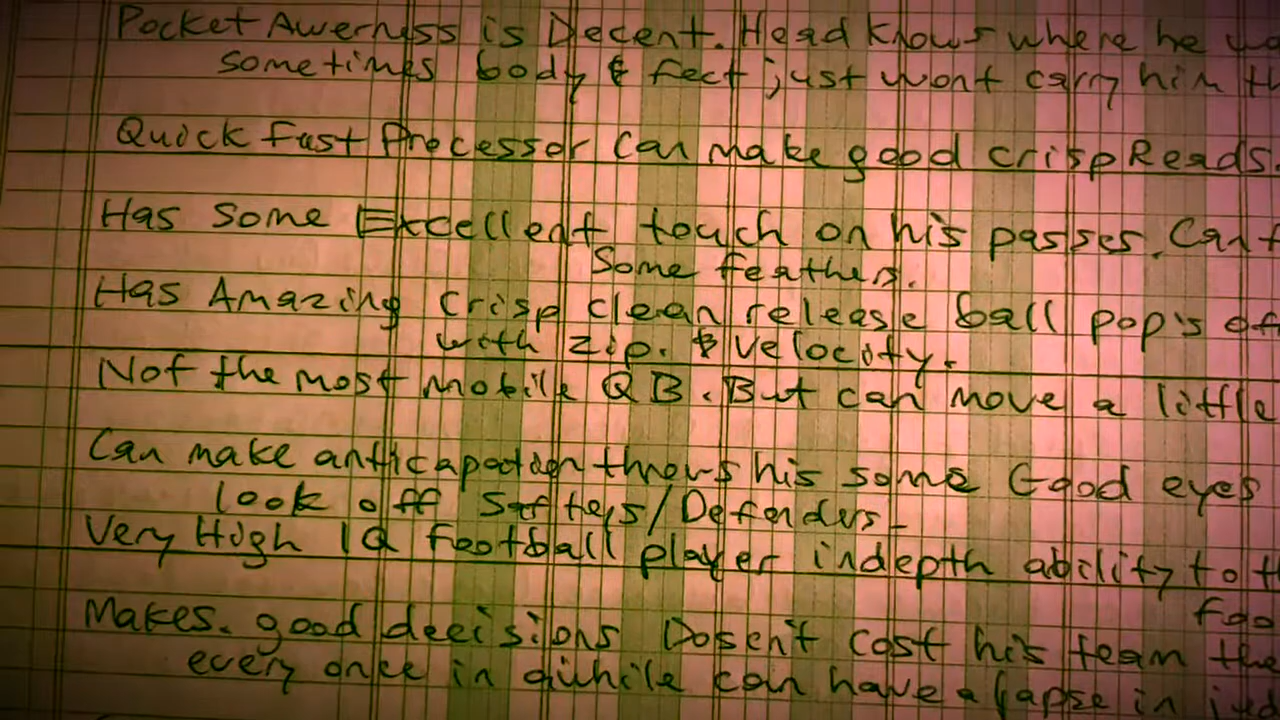 Pocket Awerness is Decent. Head Knows where he
sometimes body & feet just wont carry him
Quick fast Processor Can make good crisp Reads.
Has some Excellent touch on his passes. Can
Some feathers.
Has Amazing crisp clean release ball pop's of
with zip. & velocity.
Not the most mobile QB. But can move a little
Can make anticapation throws his some Good eyes
look off Safteys/Defenders-
Very High IQ football player indepth ability to
foo
Makes. good decisions Dosen't cost his team the
every once in awhile can have a lapse in